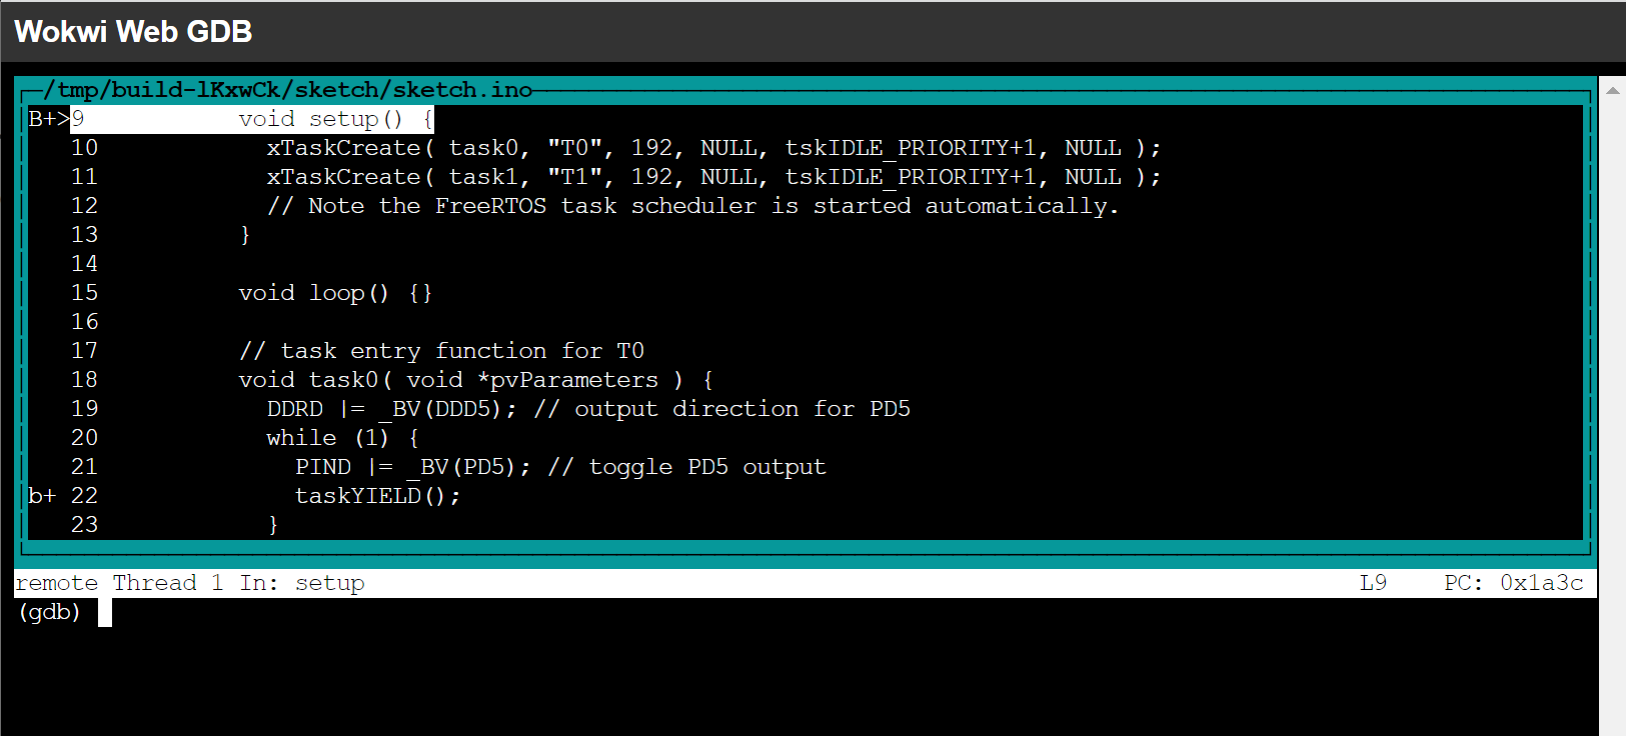 Wokwi Web GDB
/tmp/build-lKxwCk/sketch/sketch.ino
B+>9           void setup() {
   10            xTaskCreate( task0, "T0", 192, NULL, tskIDLE_PRIORITY+1, NULL );
   11            xTaskCreate( task1, "T1", 192, NULL, tskIDLE_PRIORITY+1, NULL );
   12            // Note the FreeRTOS task scheduler is started automatically.
   13          }
   14
   15          void loop() {}
   16
   17          // task entry function for T0
   18          void task0( void *pvParameters ) {
   19            DDRD |= _BV(DDD5); // output direction for PD5
   20            while (1) {
   21              PIND |= _BV(PD5); // toggle PD5 output
b+ 22              taskYIELD();
   23            }
remote Thread 1 In: setup L9 PC: 0x1a3c
(gdb)